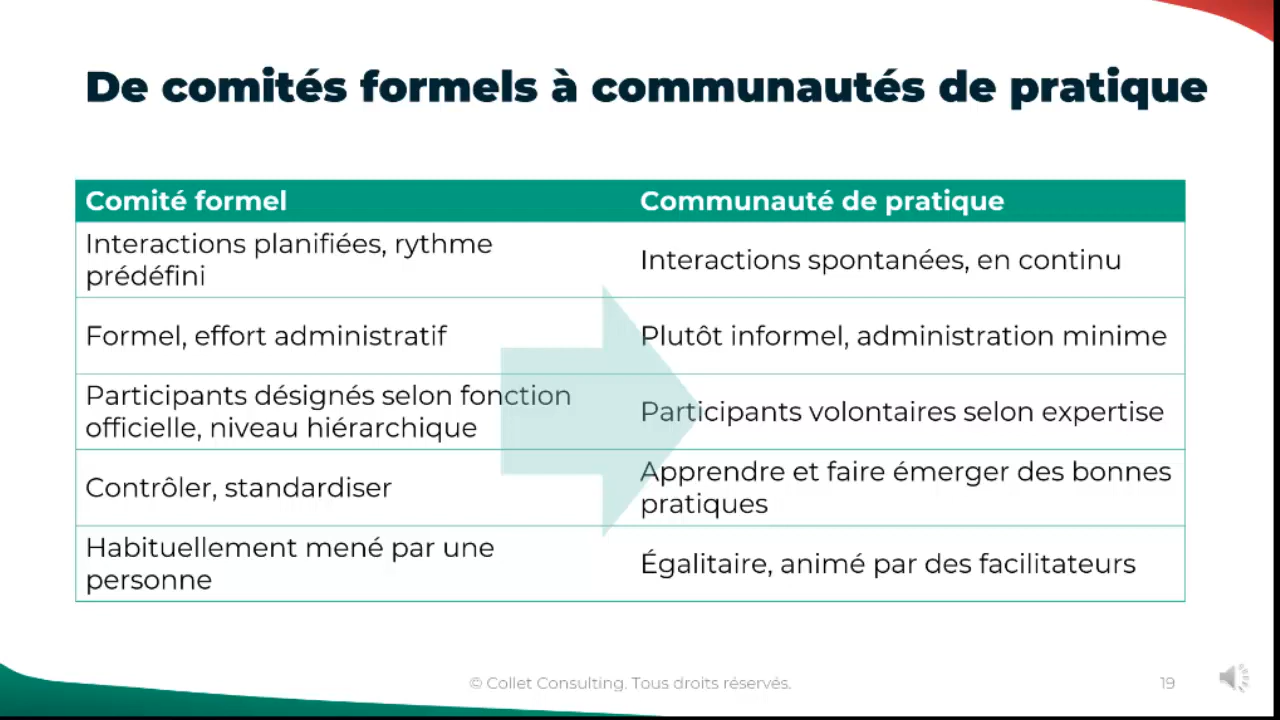 De comités formels à communautés de pratique
Comité formel
Communauté de pratique
Interactions planifiées, rythme
prédéfini
Interactions spontanées, en continu
Formel, effort administratif
Plutôt informel, administration minime
Participants désignés selon fonction
officielle, niveau hiérarchique
Participants volontaires selon expertise
Contrôler, standardiser
Apprendre et faire émerger des bonnes
pratiques
Habituellement mené par une
personne
Égalitaire, animé par des facilitateurs
© Collet Consulting. Tous droits réservés.
19